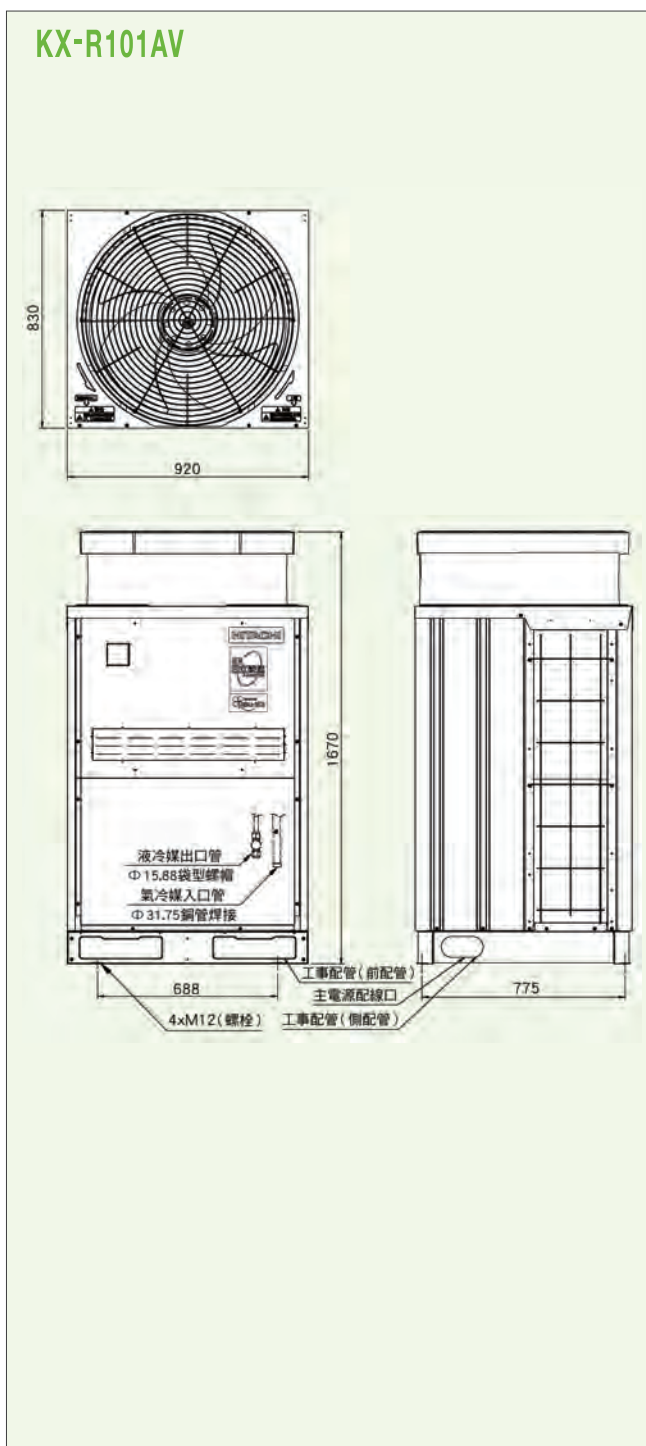 KX-R101AV
830
920
HITACHI
1670
液冷媒出口管
Φ15.88袋型螺帽
氣冷媒入口管
Φ31.75銅管焊接
工事配管(前配管)
688
主電源配線口
775
4xM12(螺栓)
工事配管(側配管)